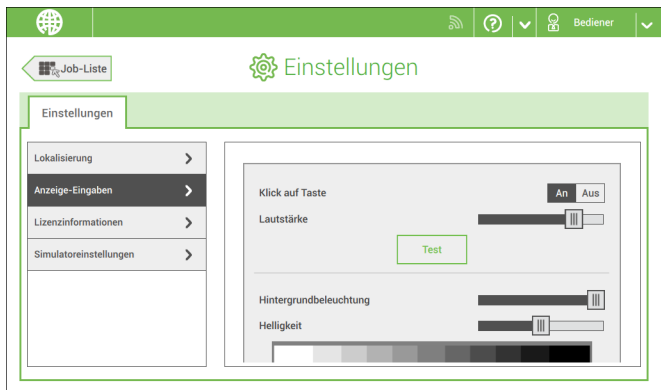 Bediener
Job-Liste
Einstellungen
Einstellungen
Lokalisierung
Anzeige-Eingaben
Lizenzinformationen
Simulatoreinstellungen
Klick auf Taste
An Aus
Lautstärke
Test
Hintergrundbeleuchtung
Helligkeit